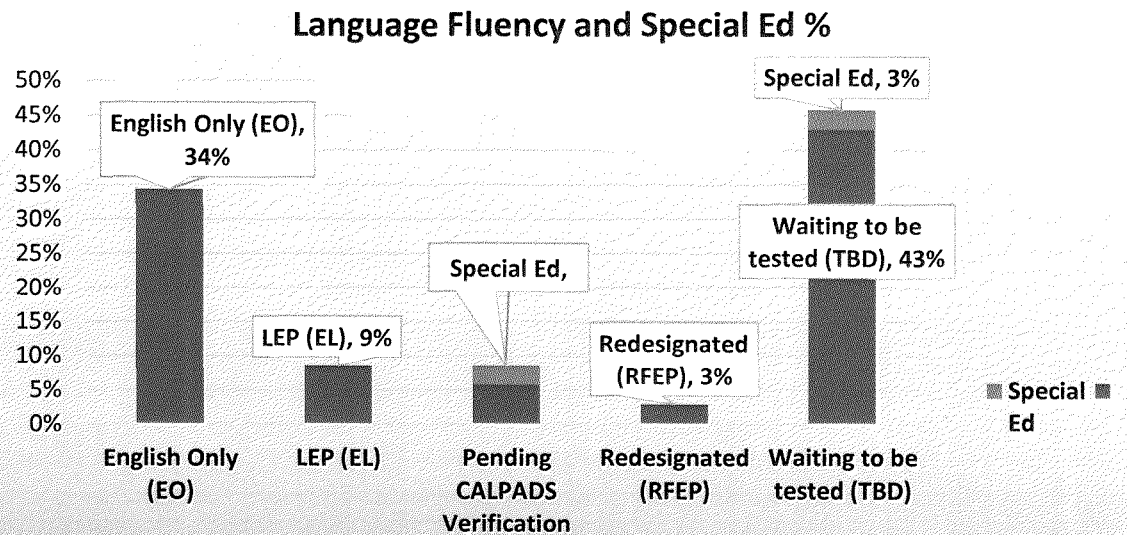 Language Fluency and Special Ed %
50%
45%
40%
35%
30%
25%
20%
15%
10%
5%
0%
English Only (EO),
34%
LEP (EL), 9%
Special Ed,
Redesignated
(RFEP), 3%
Special Ed, 3%
Waiting to be
tested (TBD), 43%
English Only
(EO)
LEP (EL)
Pending
CALPADS
Verification
Redesignated
(RFEP)
Waiting to be
tested (TBD)
Special
Ed